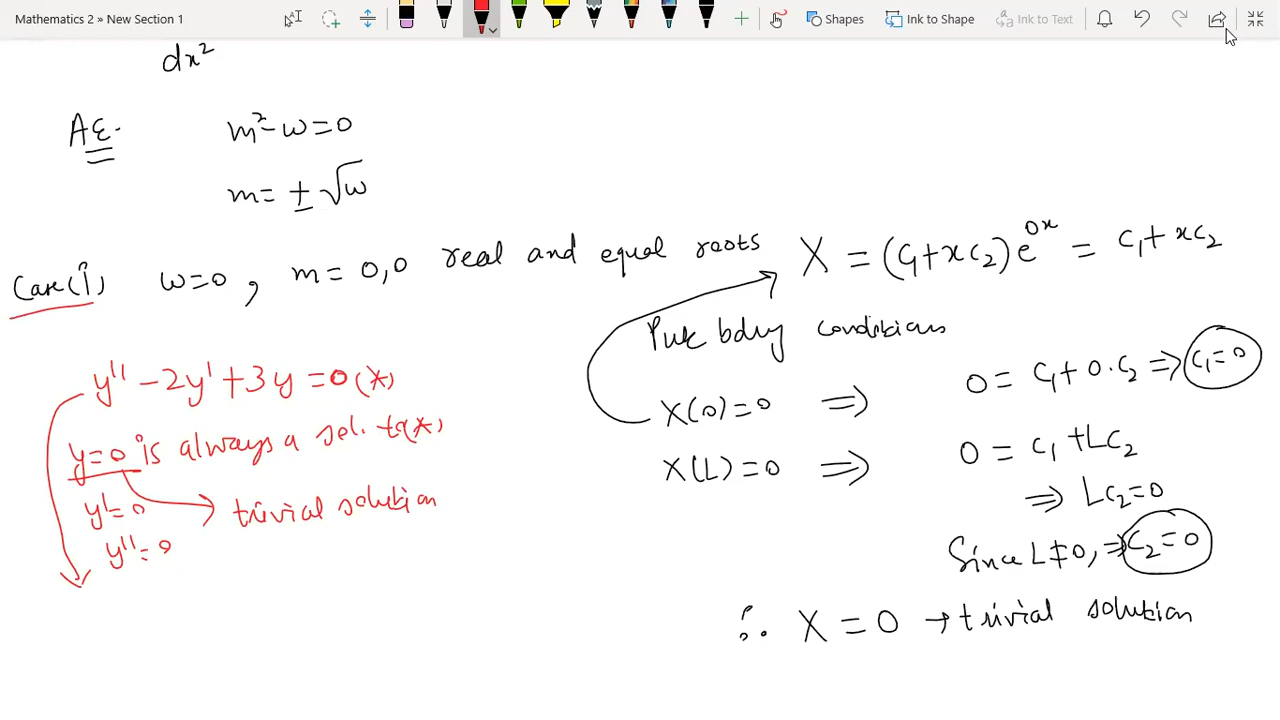 Mathematics 2 » New Section 1
Shapes
Ink to Shape
Ink to Text
dx²
AE.
m²-w=0
m= ± √w
Case(i) w=0, m= 0,0 real and equal roots
X = (c₁+xc₂)e^0x = c₁+xc₂
Put bdry conditions
X(0)=0 ⇒ 0= c₁+0.c₂ ⇒ c₁=0
X(L)=0 ⇒ 0= c₁+Lc₂
⇒ Lc₂=0
Since L≠0, ⇒ c₂=0
∴ X=0 → trivial solution
y'' -2y' +3y =0 (*)
y=0 is always a sol. to(*)
y'=0 → trivial solution
y''=0